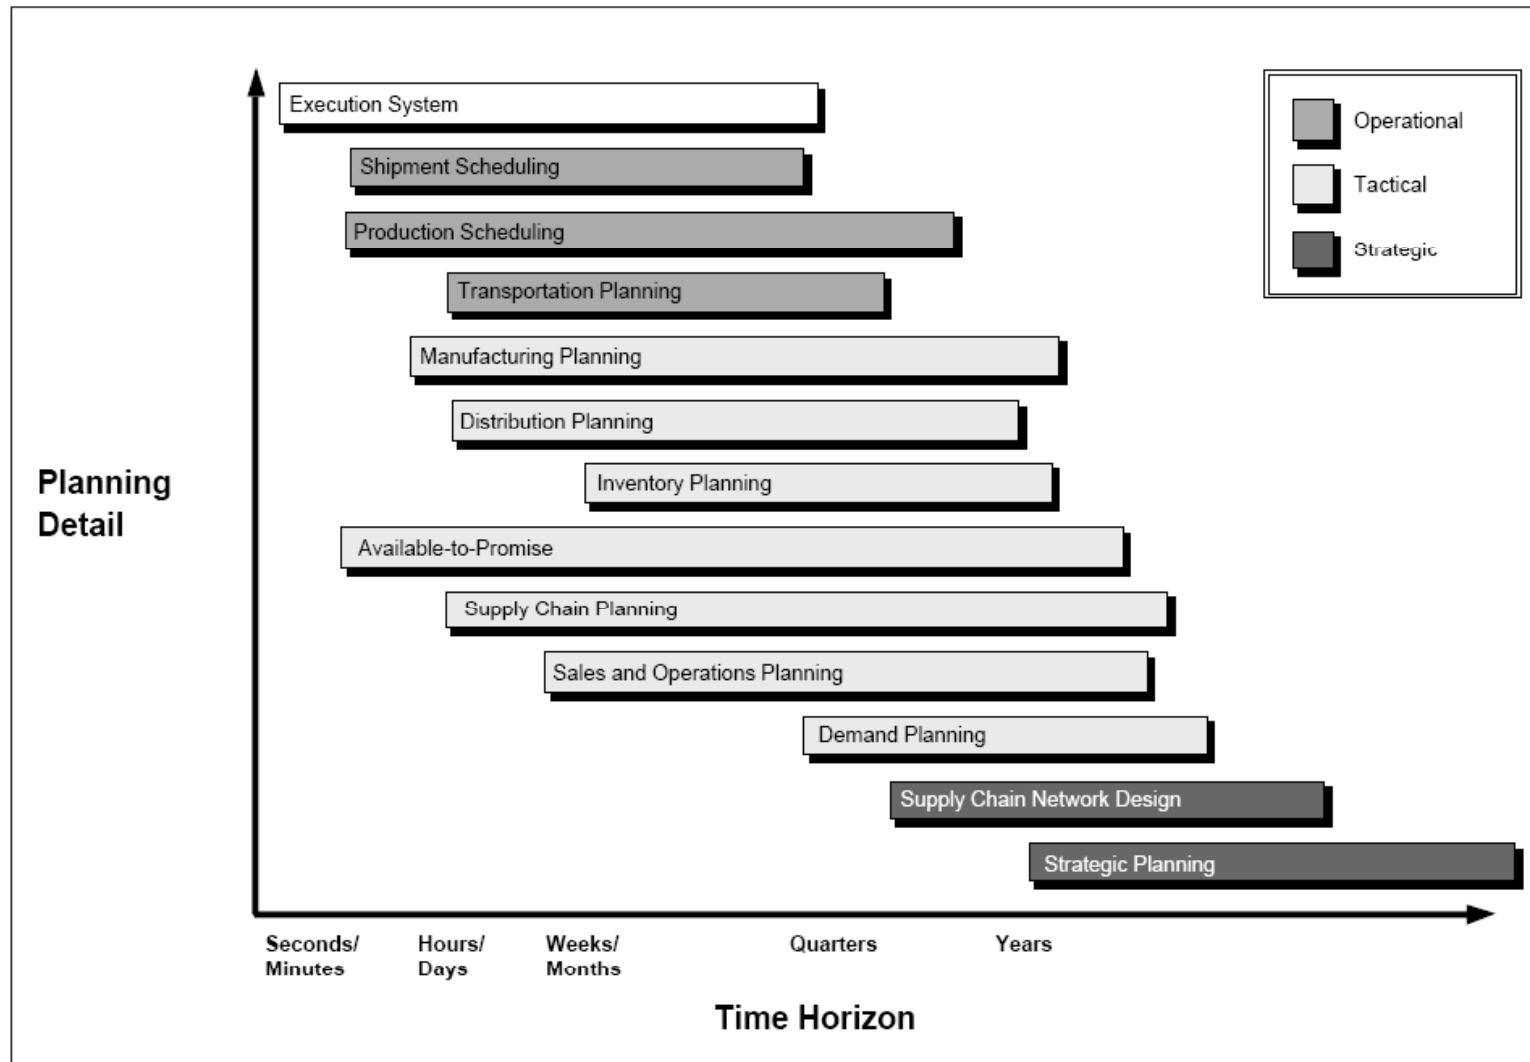 Execution System
Shipment Scheduling
Production Scheduling
Transportation Planning
Manufacturing Planning
Distribution Planning
Inventory Planning
Available-to-Promise
Supply Chain Planning
Sales and Operations Planning
Demand Planning
Supply Chain Network Design
Strategic Planning
Operational
Tactical
Strategic
Planning
Detail
Seconds/
Minutes
Hours/
Days
Weeks/
Months
Quarters
Years
Time Horizon